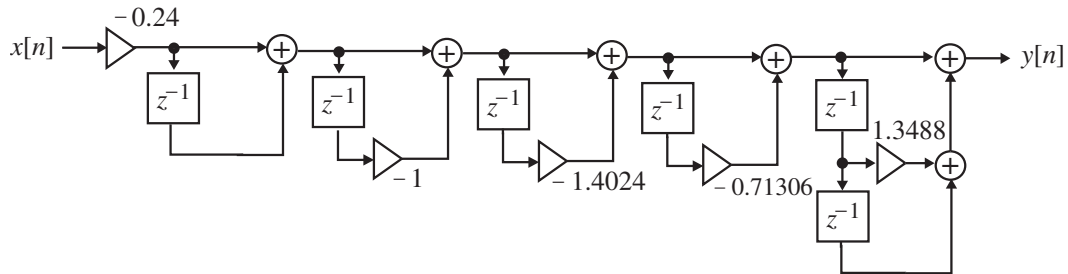 − 0.24
x[n]
y[n]
z⁻¹
z⁻¹
z⁻¹
z⁻¹
z⁻¹
1.3488
− 1
− 1.4024
− 0.71306
z⁻¹